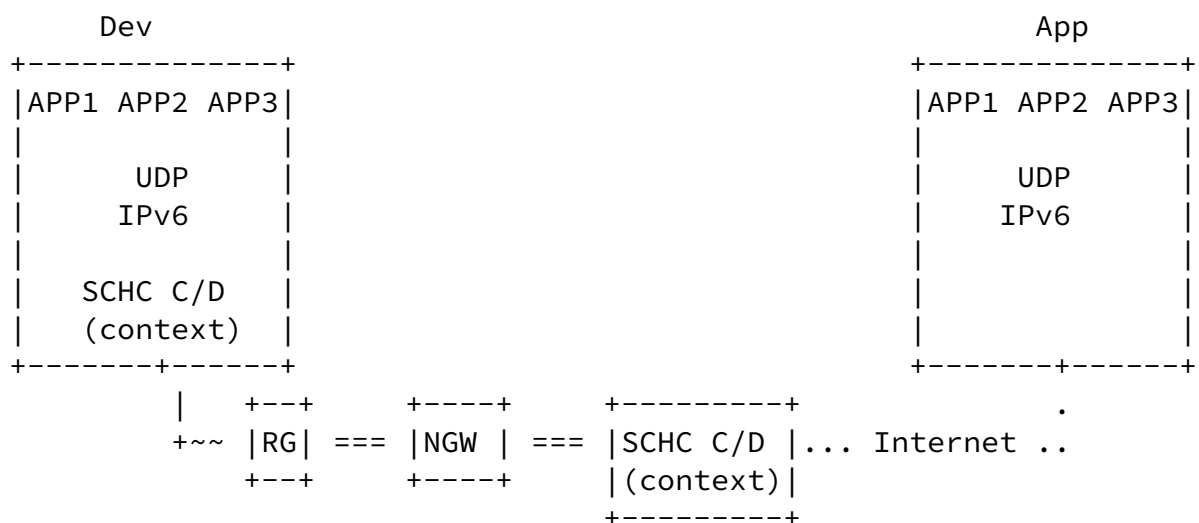 Dev App
+--------------+ +--------------+
|APP1 APP2 APP3| |APP1 APP2 APP3|
| | | |
| UDP | | UDP |
| IPv6 | | IPv6 |
| | | |
| SCHC C/D | | |
| (context) | | |
+-------+------+ +-------+------+
| +--+ +----+ +---------+ .
+~~ |RG| === |NGW | === |SCHC C/D |... Internet ..
+--+ +----+ |(context)|
+---------+